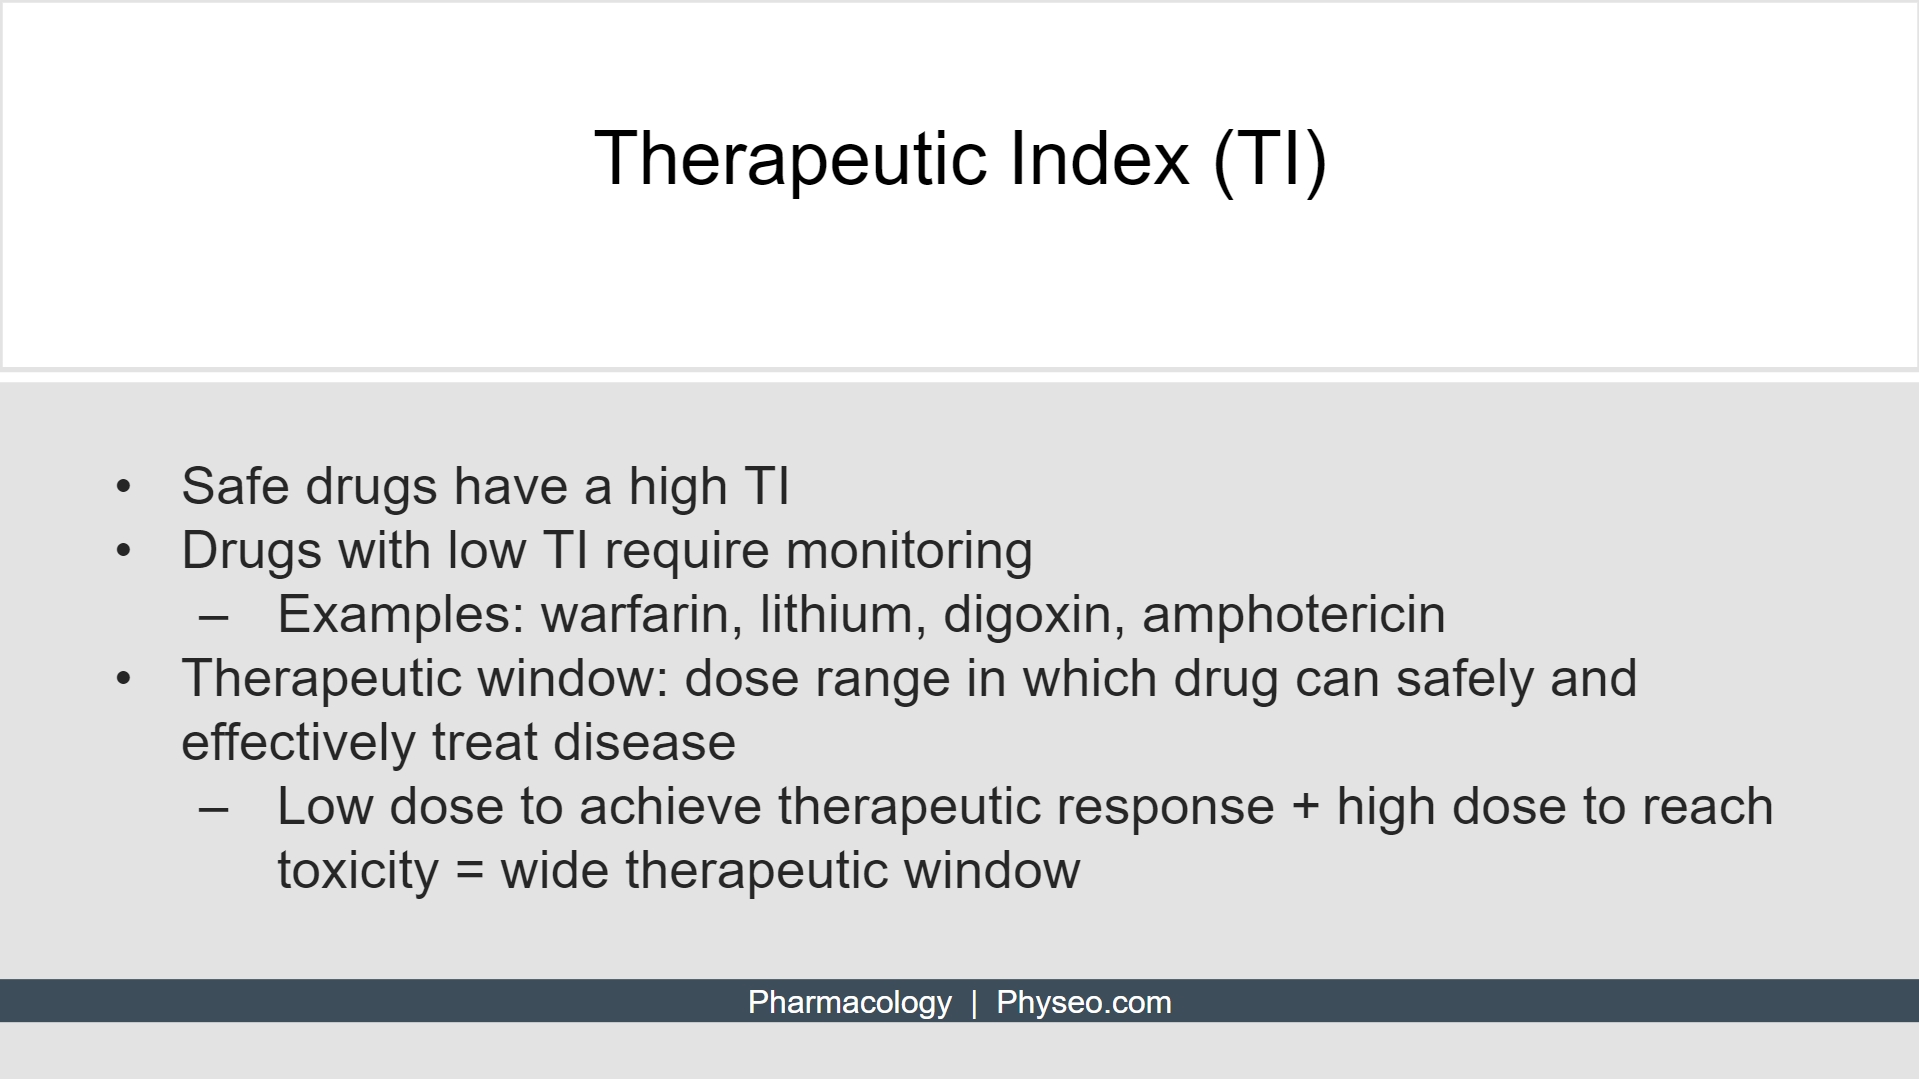 Therapeutic Index (TI)
• Safe drugs have a high TI
• Drugs with low TI require monitoring
– Examples: warfarin, lithium, digoxin, amphotericin
• Therapeutic window: dose range in which drug can safely and
effectively treat disease
– Low dose to achieve therapeutic response + high dose to reach
toxicity = wide therapeutic window
Pharmacology | Physeo.com